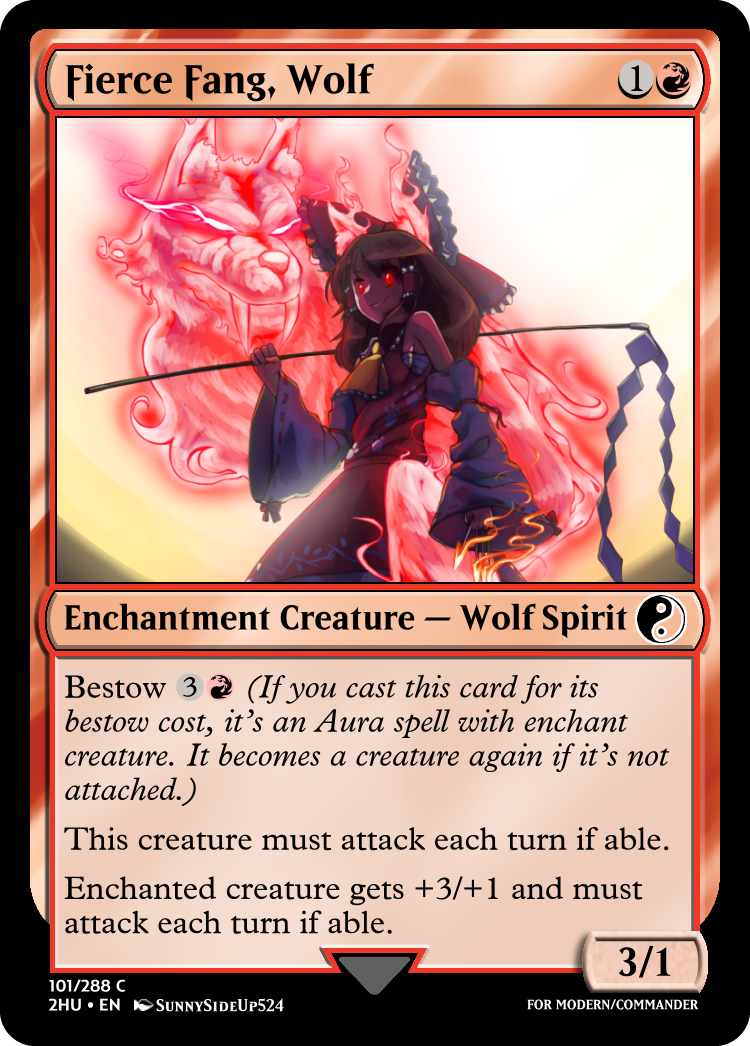 Fierce Fang, Wolf 1
Enchantment Creature — Wolf Spirit
Bestow 3 (If you cast this card for its
bestow cost, it's an Aura spell with enchant
creature. It becomes a creature again if it's not
attached.)
This creature must attack each turn if able.
Enchanted creature gets +3/+1 and must
attack each turn if able.
3/1
101/288 C
2HU • EN SunnySideUp524
FOR MODERN/COMMANDER